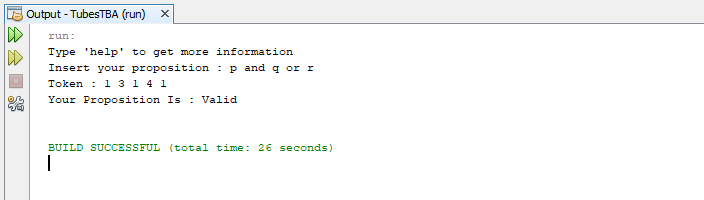 Output - TubesTBA (run)
run:
Type 'help' to get more information
Insert your proposition : p and q or r
Token : 1 3 1 4 1
Your Proposition Is : Valid
BUILD SUCCESSFUL (total time: 26 seconds)